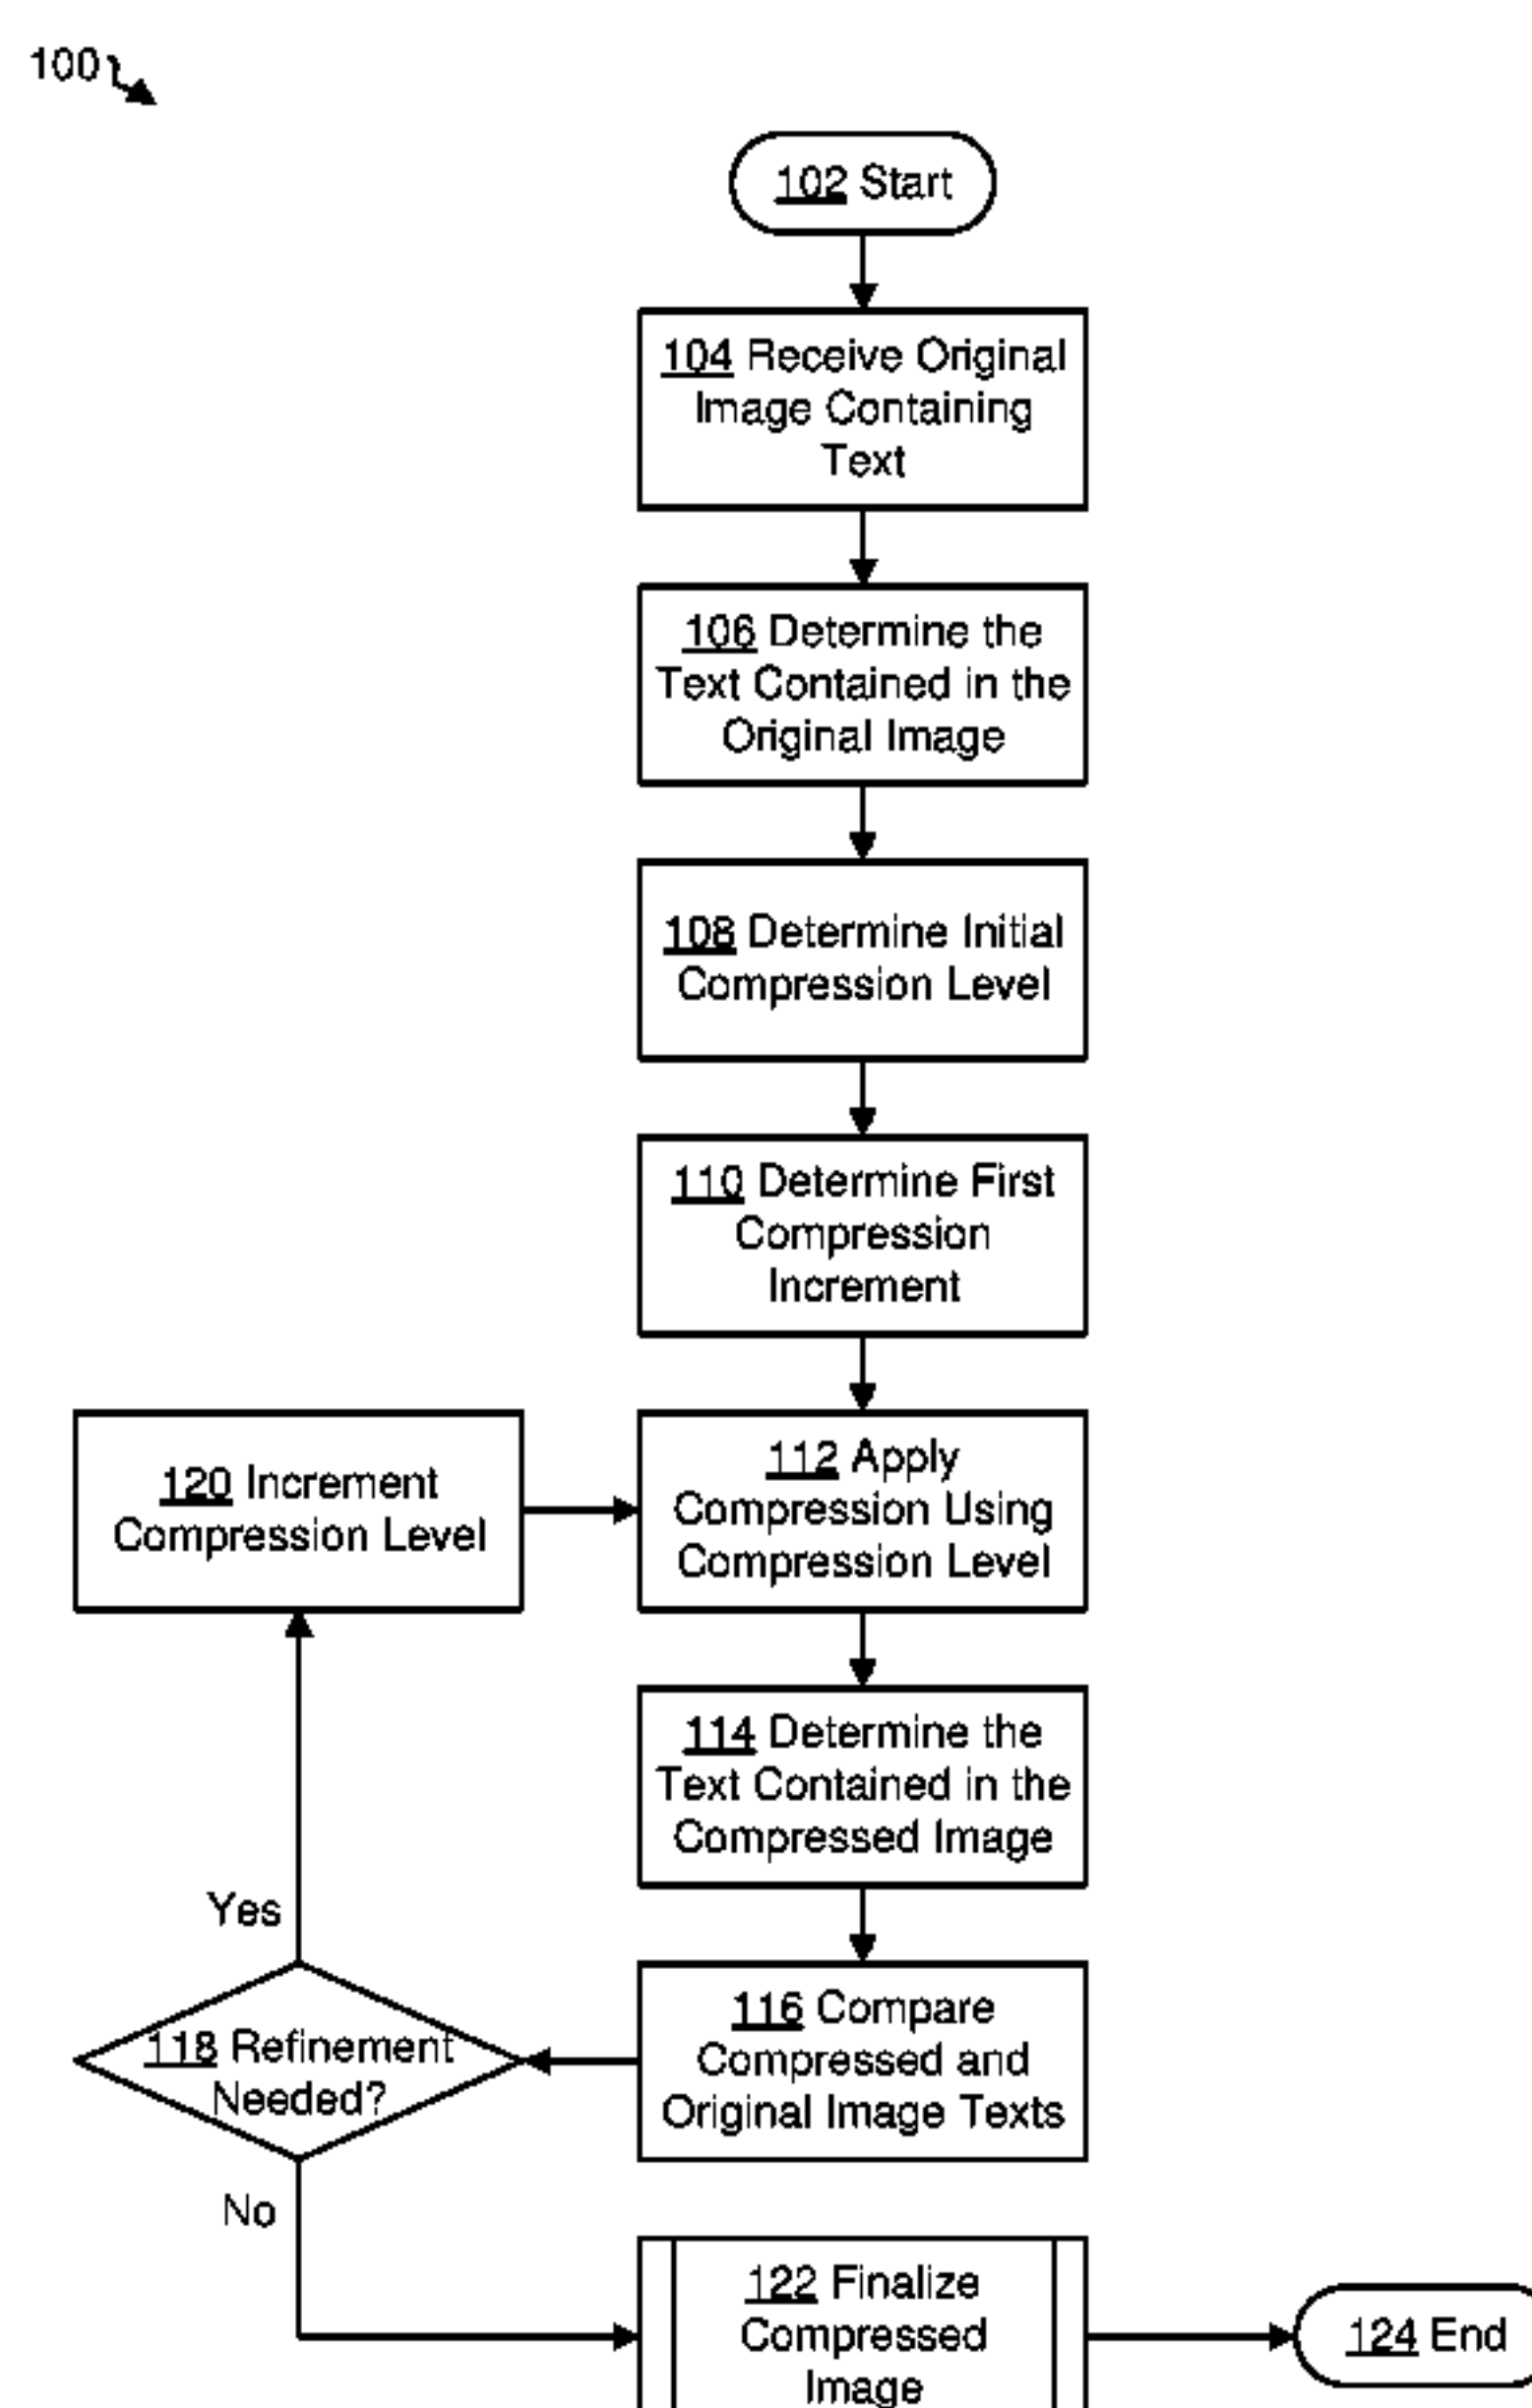 100
102 Start
104 Receive Original
Image Containing
Text
106 Determine the
Text Contained in the
Original Image
108 Determine Initial
Compression Level
110 Determine First
Compression
Increment
120 Increment
Compression Level
112 Apply
Compression Using
Compression Level
114 Determine the
Text Contained in the
Compressed Image
Yes
116 Compare
Compressed and
Original Image Texts
118 Refinement
Needed?
No
122 Finalize
Compressed
Image
124 End